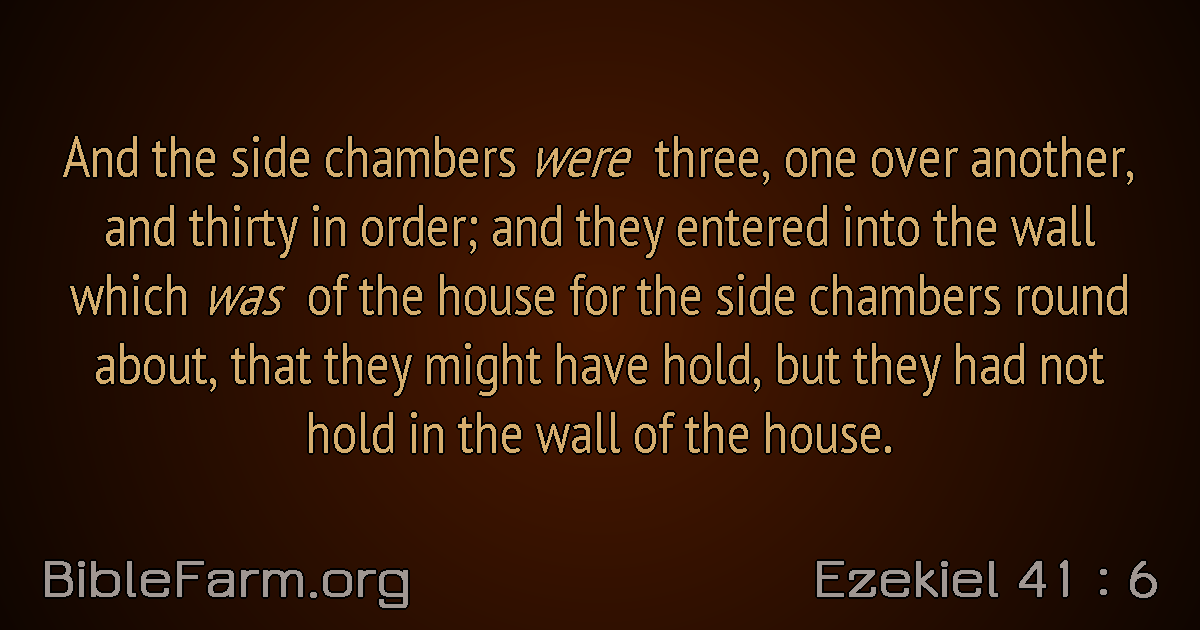 And the side chambers were three, one over another,
and thirty in order; and they entered into the wall
which was of the house for the side chambers round
about, that they might have hold, but they had not
hold in the wall of the house.
BibleFarm.org
Ezekiel 41 : 6